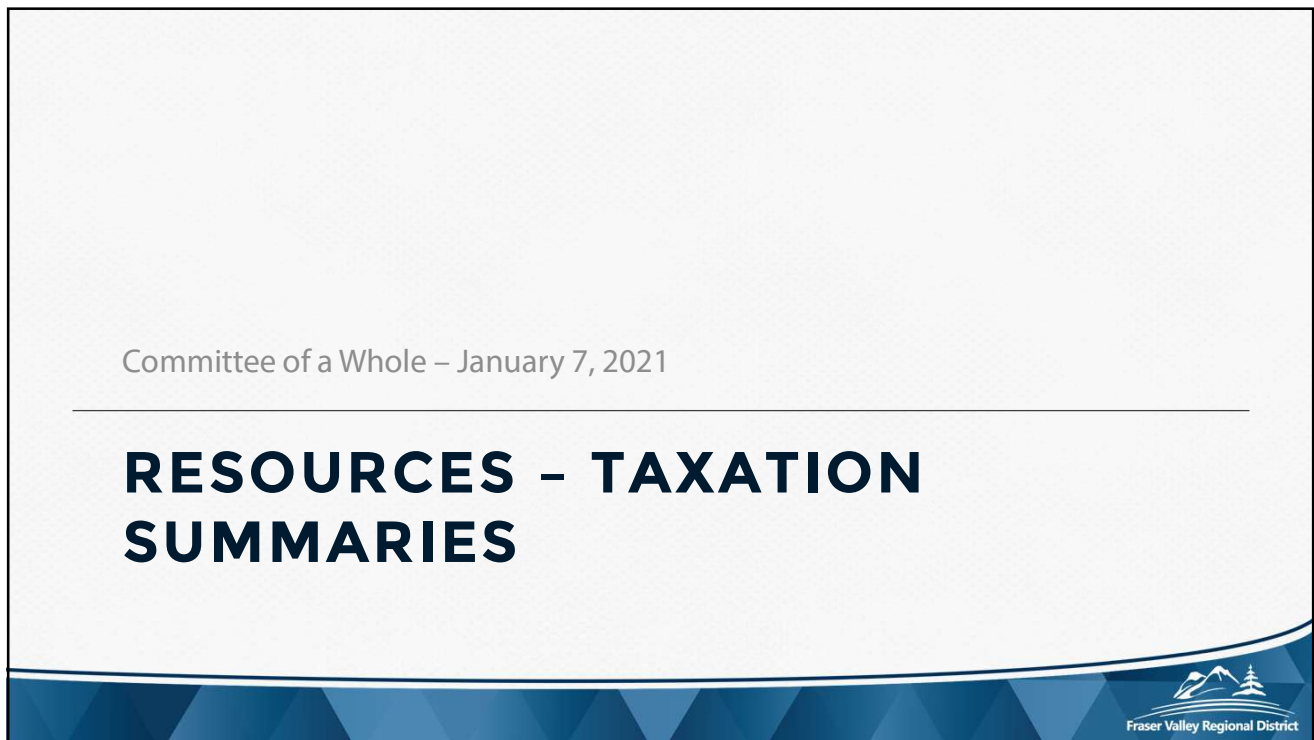 Committee of a Whole – January 7, 2021
RESOURCES – TAXATION
SUMMARIES
Fraser Valley Regional District